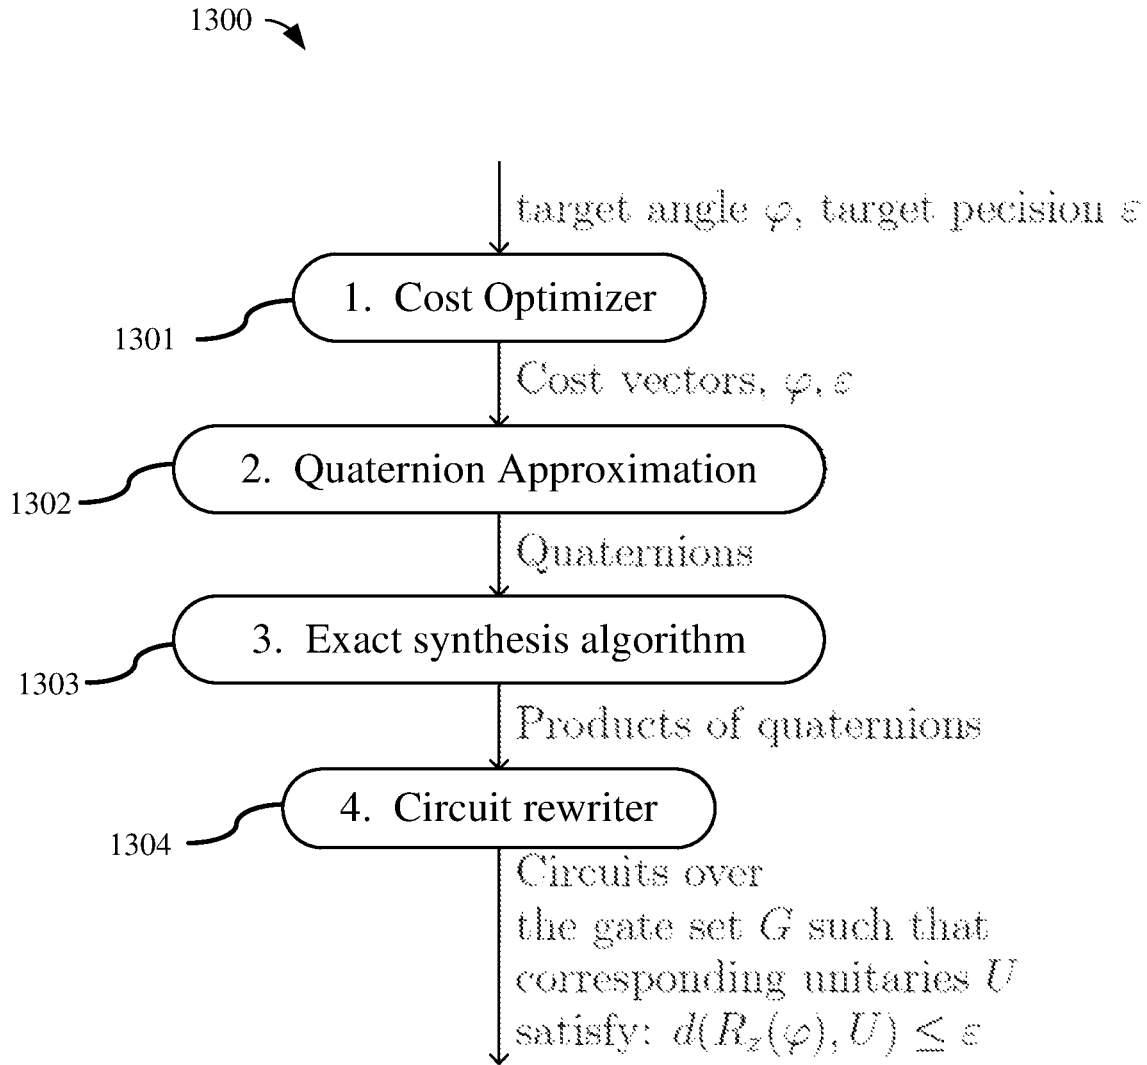 1300
target angle φ, target pecision ε
1. Cost Optimizer
1301
Cost vectors, φ, ε
2. Quaternion Approximation
1302
Quaternions
3. Exact synthesis algorithm
1303
Products of quaternions
4. Circuit rewriter
1304
Circuits over
the gate set G such that
corresponding unitaries U
satisfy: d(R_z(φ), U) ≤ ε